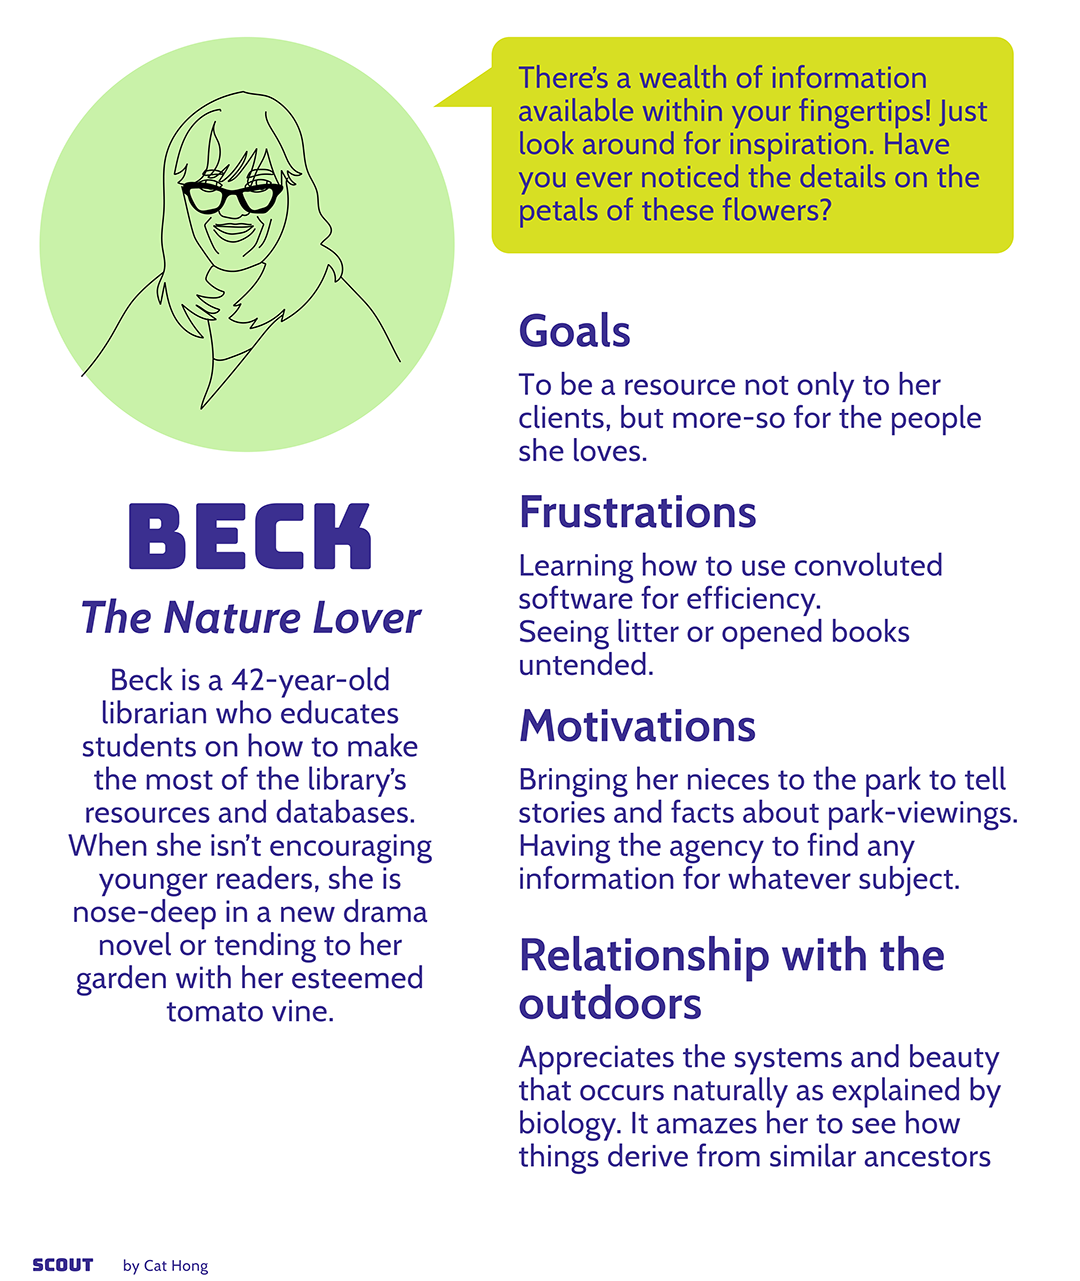 There's a wealth of information
available within your fingertips! Just
look around for inspiration. Have
you ever noticed the details on the
petals of these flowers?
BECK
The Nature Lover
Beck is a 42-year-old
librarian who educates
students on how to make
the most of the library's
resources and databases.
When she isn't encouraging
younger readers, she is
nose-deep in a new drama
novel or tending to her
garden with her esteemed
tomato vine.
Goals
To be a resource not only to her
clients, but more-so for the people
she loves.
Frustrations
Learning how to use convoluted
software for efficiency.
Seeing litter or opened books
untended.
Motivations
Bringing her nieces to the park to tell
stories and facts about park-viewings.
Having the agency to find any
information for whatever subject.
Relationship with the
outdoors
Appreciates the systems and beauty
that occurs naturally as explained by
biology. It amazes her to see how
things derive from similar ancestors
SCOUT by Cat Hong